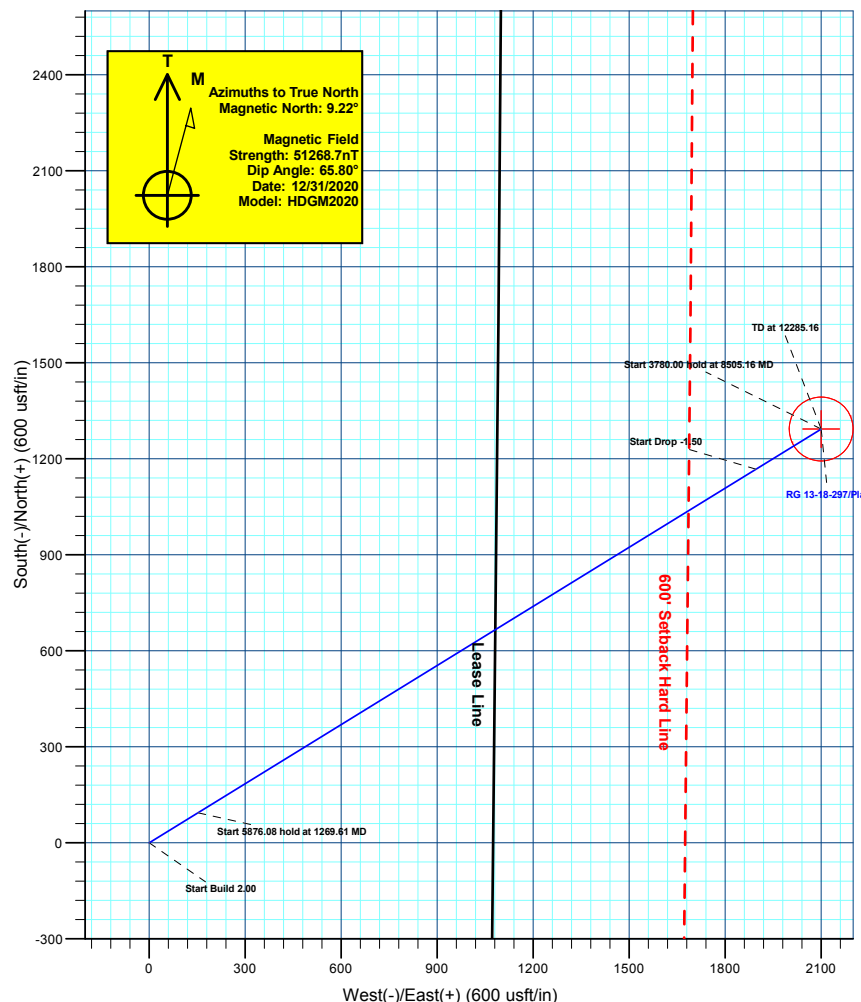 T
M
Azimuths to True North
Magnetic North: 9.22°
Magnetic Field
Strength: 51268.7nT
Dip Angle: 65.80°
Date: 12/31/2020
Model: HDGM2020
South(-)/North(+) (600 usft/in)
2400
2100
1800
1500
1200
900
600
300
0
-300
TD at 12285.16
Start 3780.00 hold at 8505.16 MD
Start Drop -1.50
RG 13-18-297/Pla
600' Setback Hard Line
Lease Line
Start 5876.08 hold at 1269.61 MD
Start Build 2.00
0
300
600
900
1200
1500
1800
2100
West(-)/East(+) (600 usft/in)